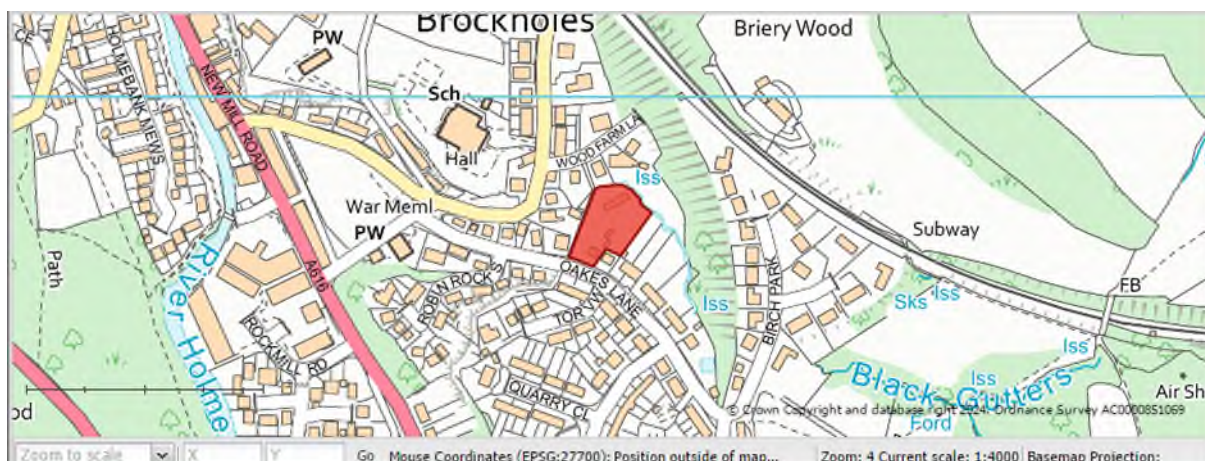 Brockholes
Briery Wood
PW
CE
HOLMEBANK MEWS
NEW MILL ROAD
Sch
Hall
WOOD FARM LA
Iss
War Meml
PW
Subway
Path
River Holme
A616
ROBIN ROCKS
OAKES LANE
TOR VW
BIRCH PARK
Iss
Sks
Iss
FB
ROCKMILL RD
QUARRY CL
Iss
Iss
Black Gutters
Air Sh
od
© Crown Copyright and database right 2024. Ordnance Survey AC0000851069
Ford
Zoom to scale X Y Go Mouse Coordinates (EPSG:27700): Position outside of map... Zoom: 4 Current scale: 1:4000 Basemap Projection: